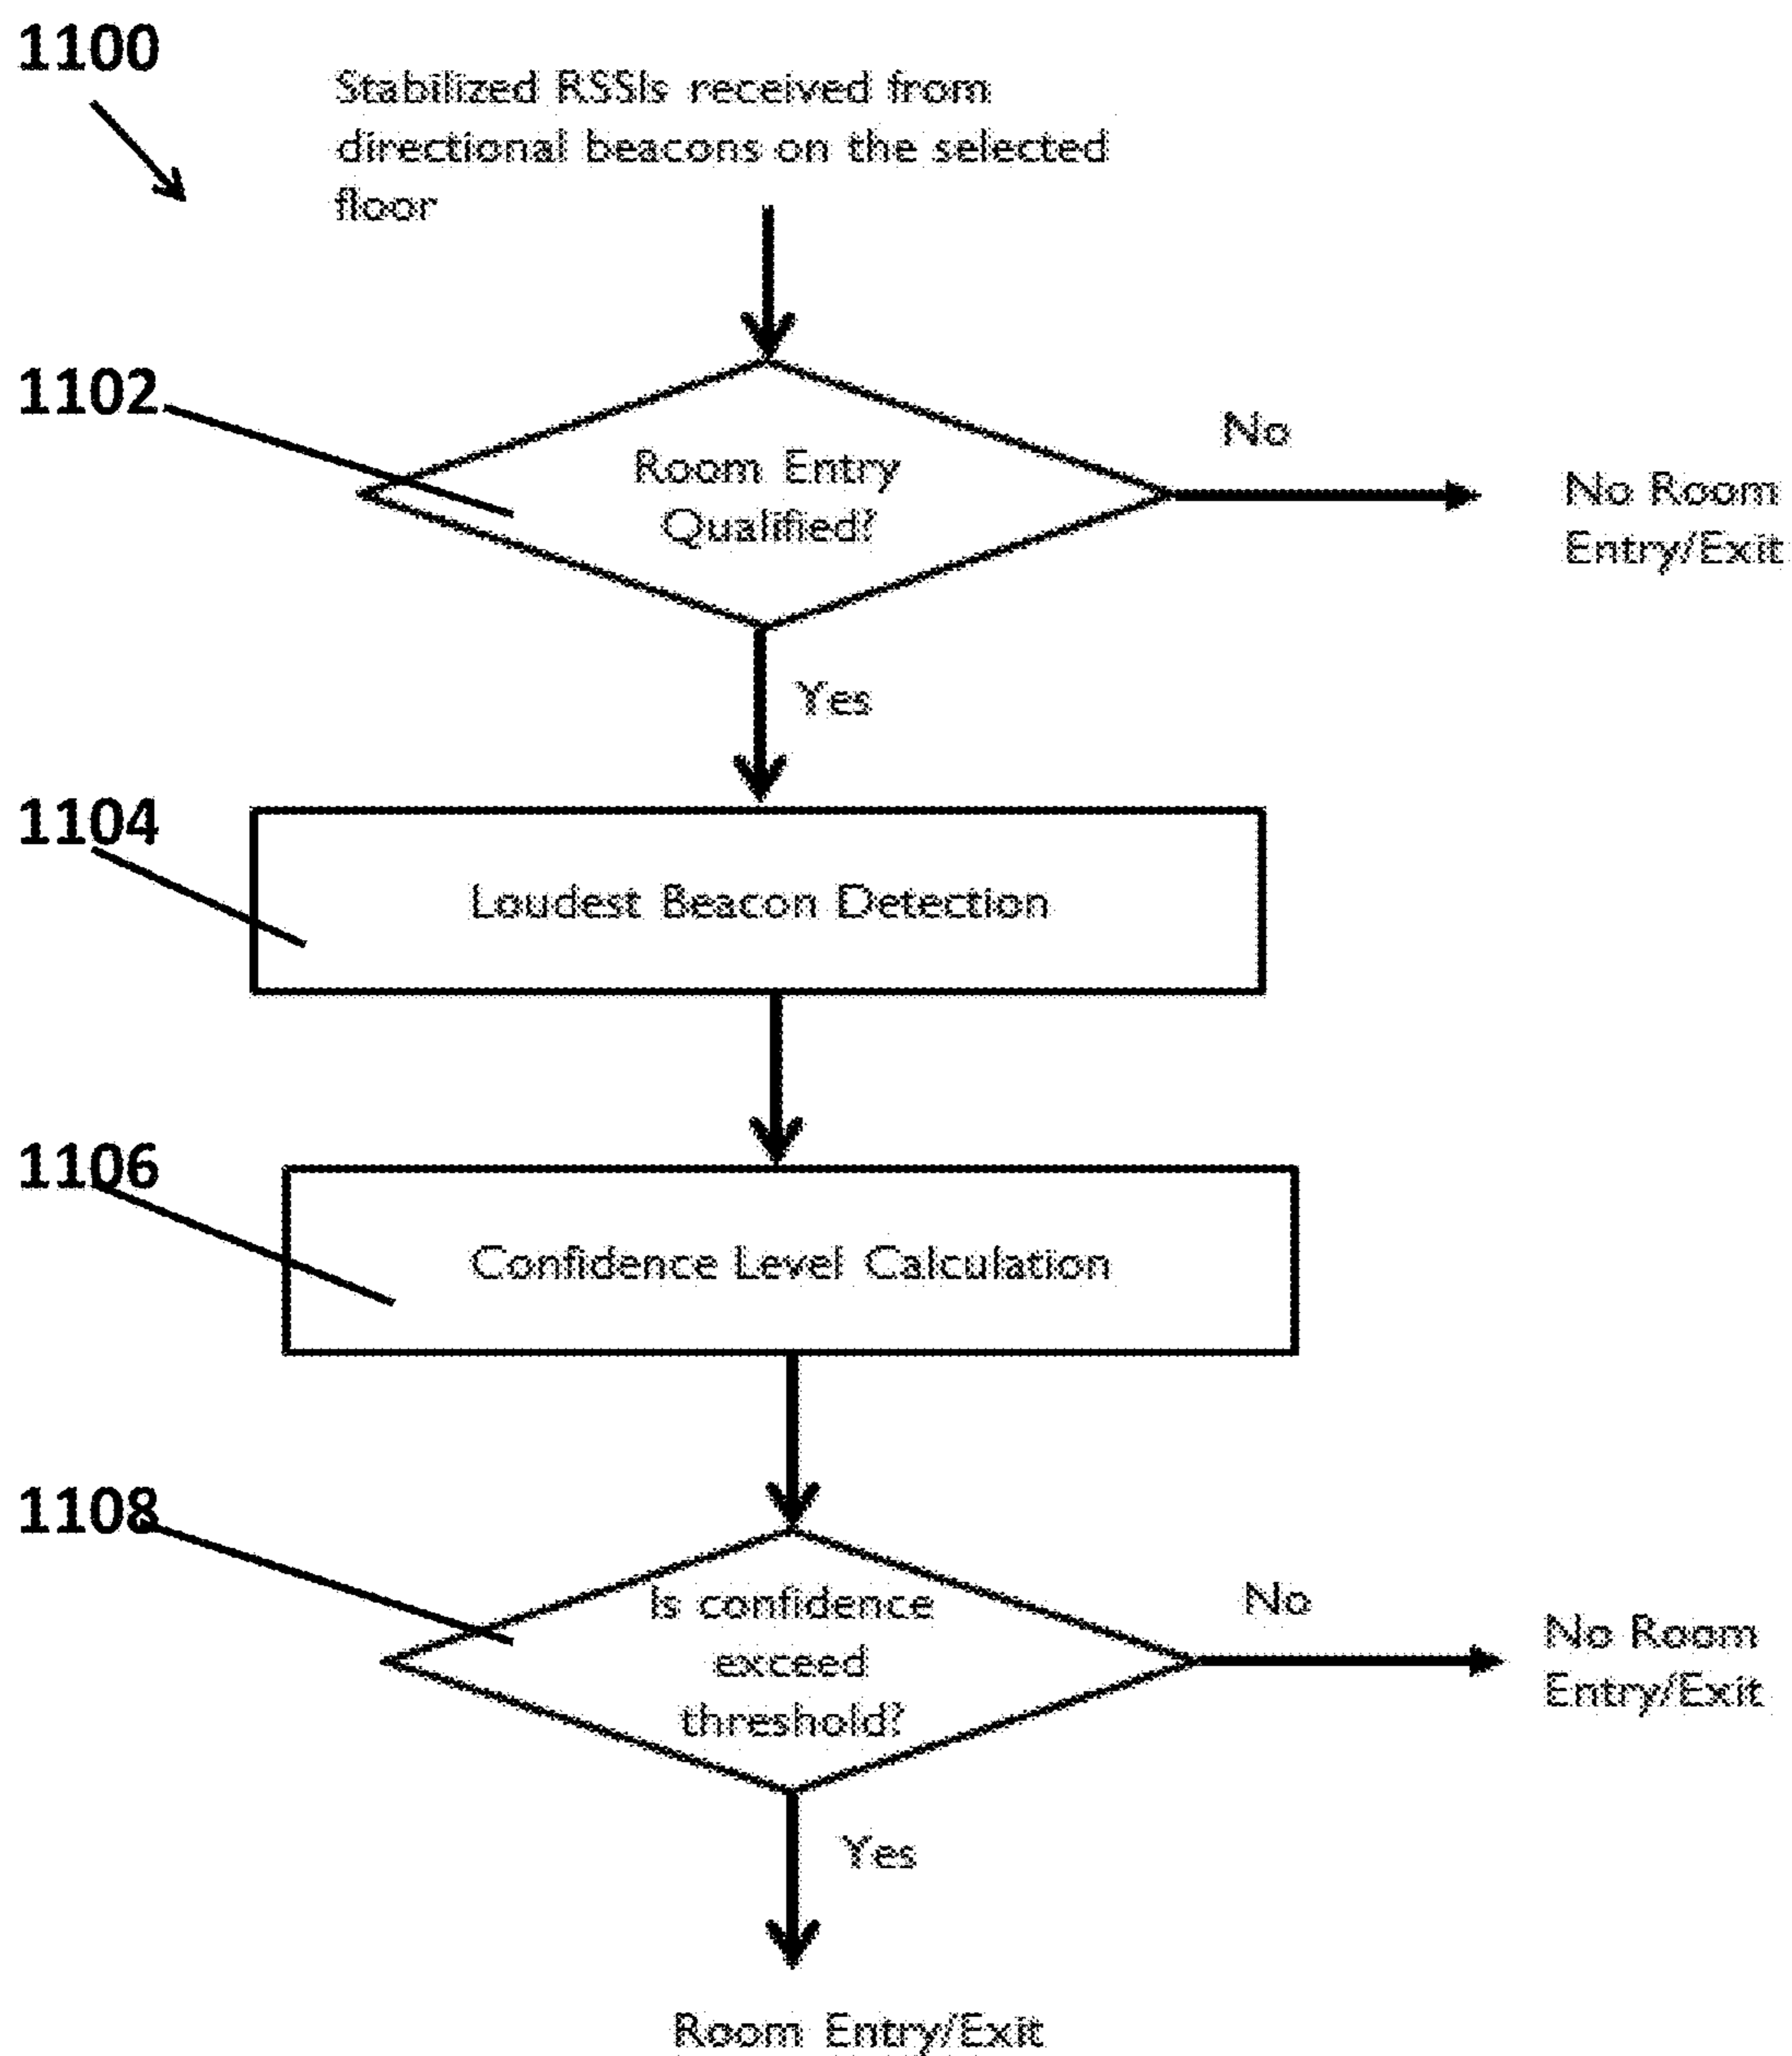 1100
Stabilized RSSIs received from
directional beacons on the selected
floor
1102
Room Entry
Qualified?
No
No Room
Entry/Exit
Yes
1104
Loudest Beacon Detection
1106
Confidence Level Calculation
1108
Is confidence
exceed
threshold?
No
No Room
Entry/Exit
Yes
Room Entry/Exit